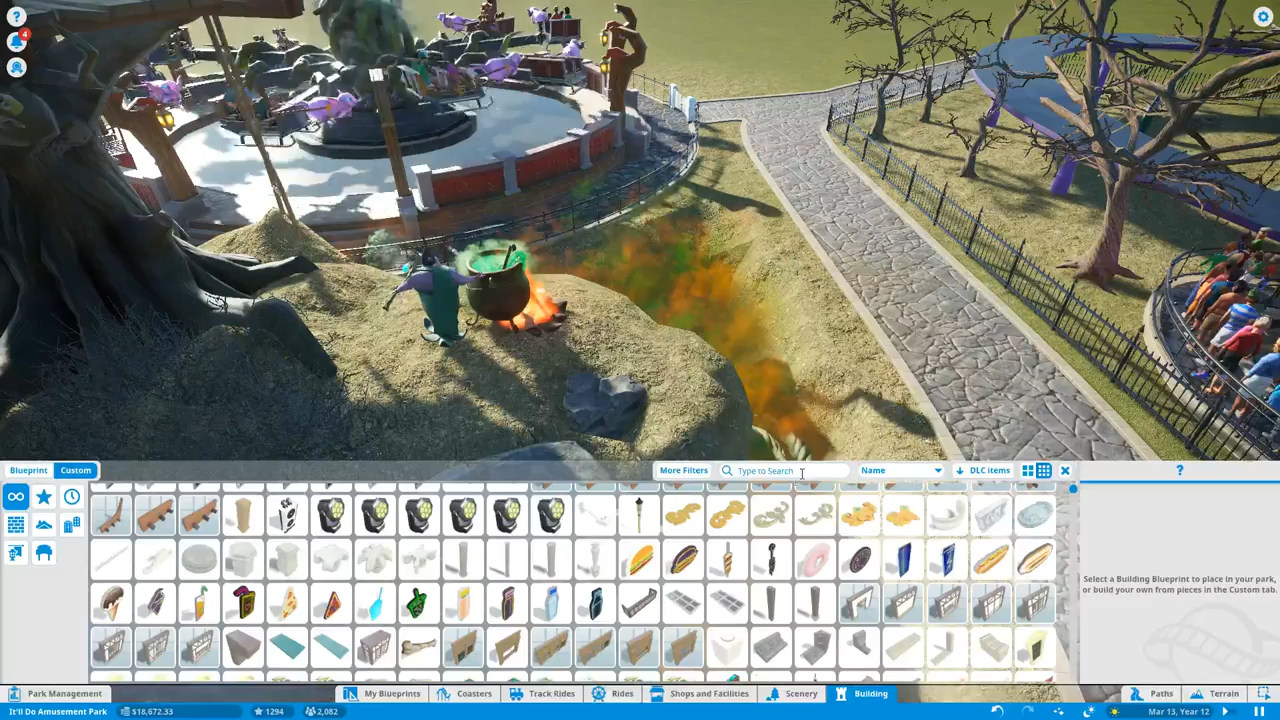 ?
4
Blueprint Custom More Filters Type to Search Name DLC items ?
Select a Building Blueprint to place in your park,
or build your own from pieces in the Custom tab.
Park Management My Blueprints Coasters Track Rides Rides Shops and Facilities Scenery Building Paths Terrain
It'll Do Amusement Park $18,672.33 1294 2,082 Mar 13, Year 12